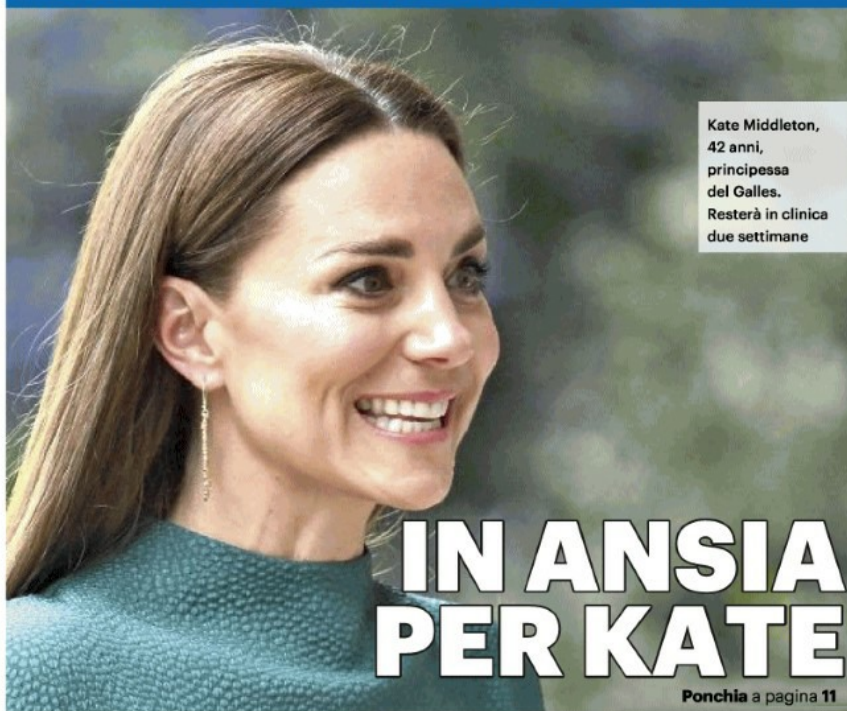 Kate Middleton,
42 anni,
principessa
del Galles.
Resterà in clinica
due settimane
IN ANSIA
PER KATE
Ponchia a pagina 11